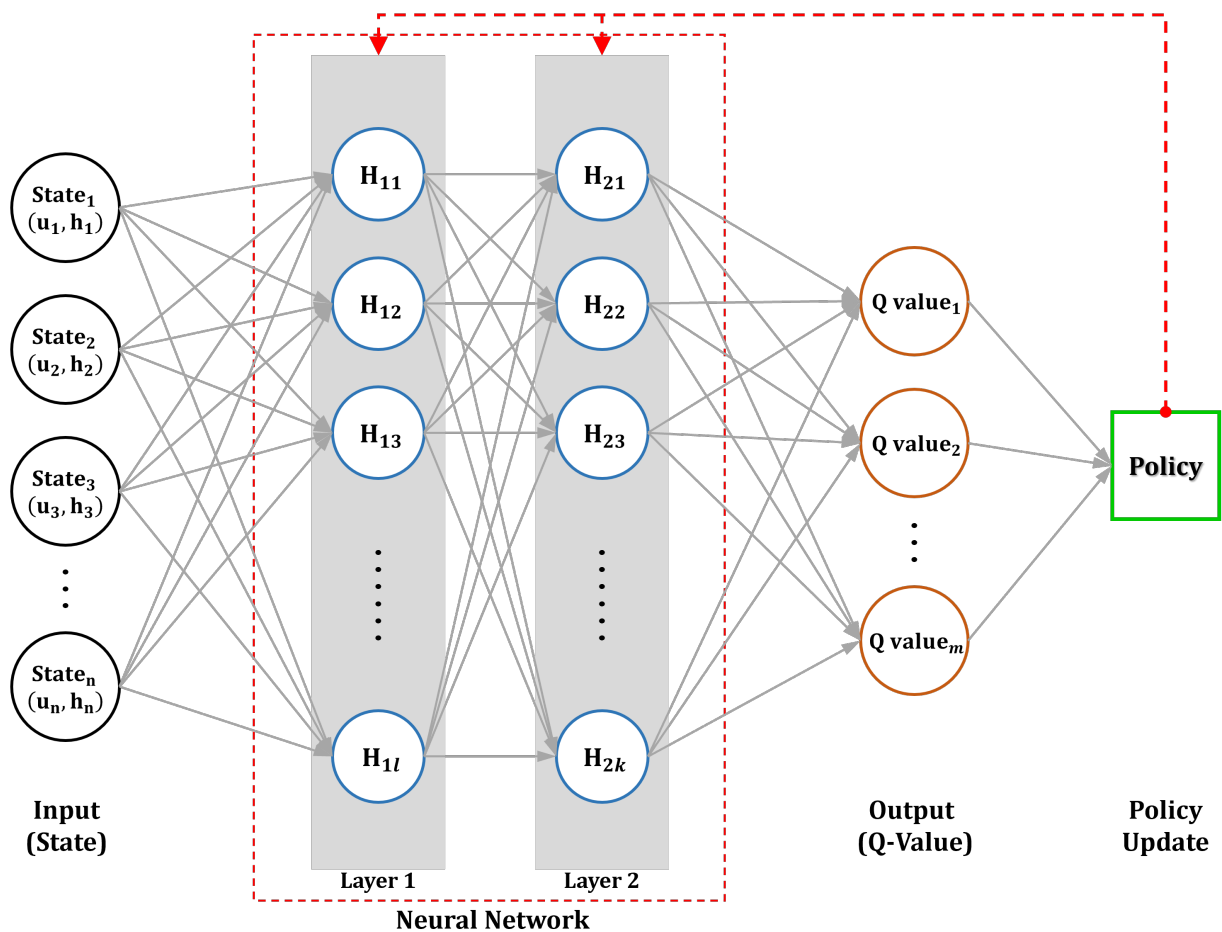 State₁
(u₁, h₁)
State₂
(u₂, h₂)
State₃
(u₃, h₃)
⋮
Stateₙ
(uₙ, hₙ)
Input
(State)
H₁₁
H₁₂
H₁₃
H₁ₗ
Layer 1
H₂₁
H₂₂
H₂₃
H₂ₖ
Layer 2
Neural Network
Q value₁
Q value₂
Q valueₘ
Output
(Q-Value)
Policy
Policy
Update